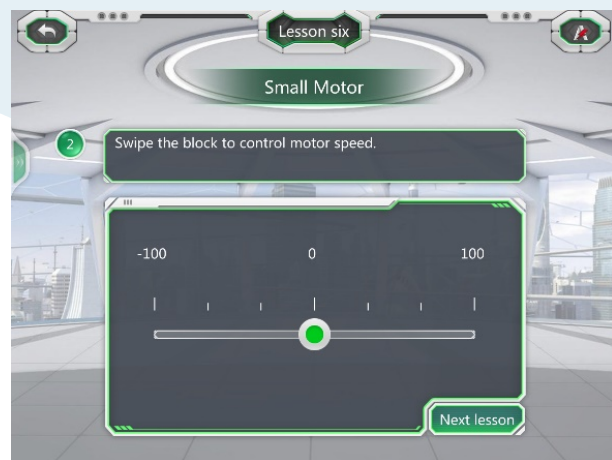 Lesson six
Small Motor
2
Swipe the block to control motor speed.
-100 0 100
Next lesson